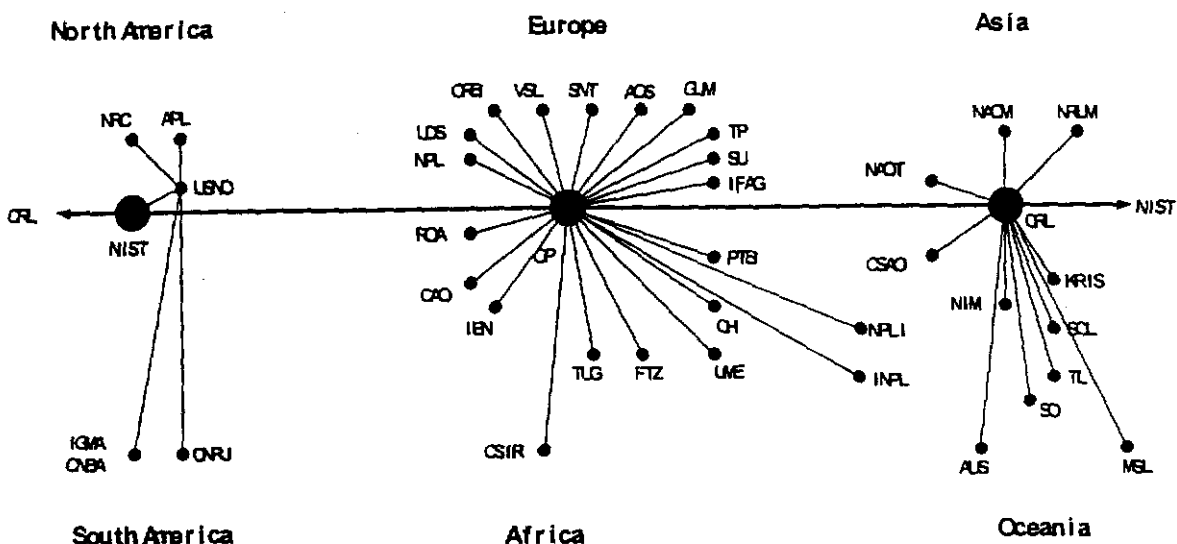 North America
Europe
Asia
ORB
VSL
SNT
AOS
GUM
NRC
APL
LDS
TP
NAOM
NRLM
NPL
SU
USNO
IFAG
NAOT
CRL
NIST
NIST
ROA
OP
CRL
PTB
CSAO
KRIS
CAO
IEN
CH
NPLI
NIM
SCL
TUG
FTZ
UME
INPL
TL
SO
IGMA
ONBA
ONRJ
CSIR
AUS
MSL
South America
Africa
Oceania